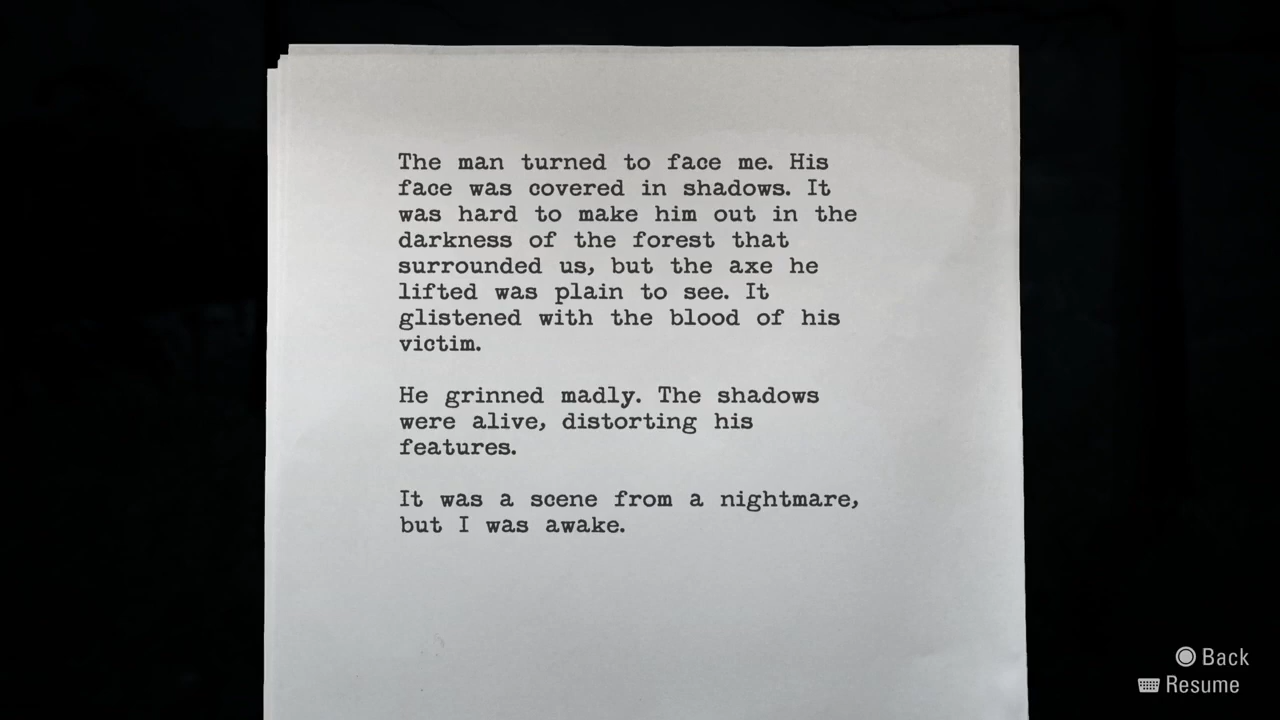 The man turned to face me. His
face was covered in shadows. It
was hard to make him out in the
darkness of the forest that
surrounded us, but the axe he
lifted was plain to see. It
glistened with the blood of his
victim.
He grinned madly. The shadows
were alive, distorting his
features.
It was a scene from a nightmare,
but I was awake.
Back
Resume